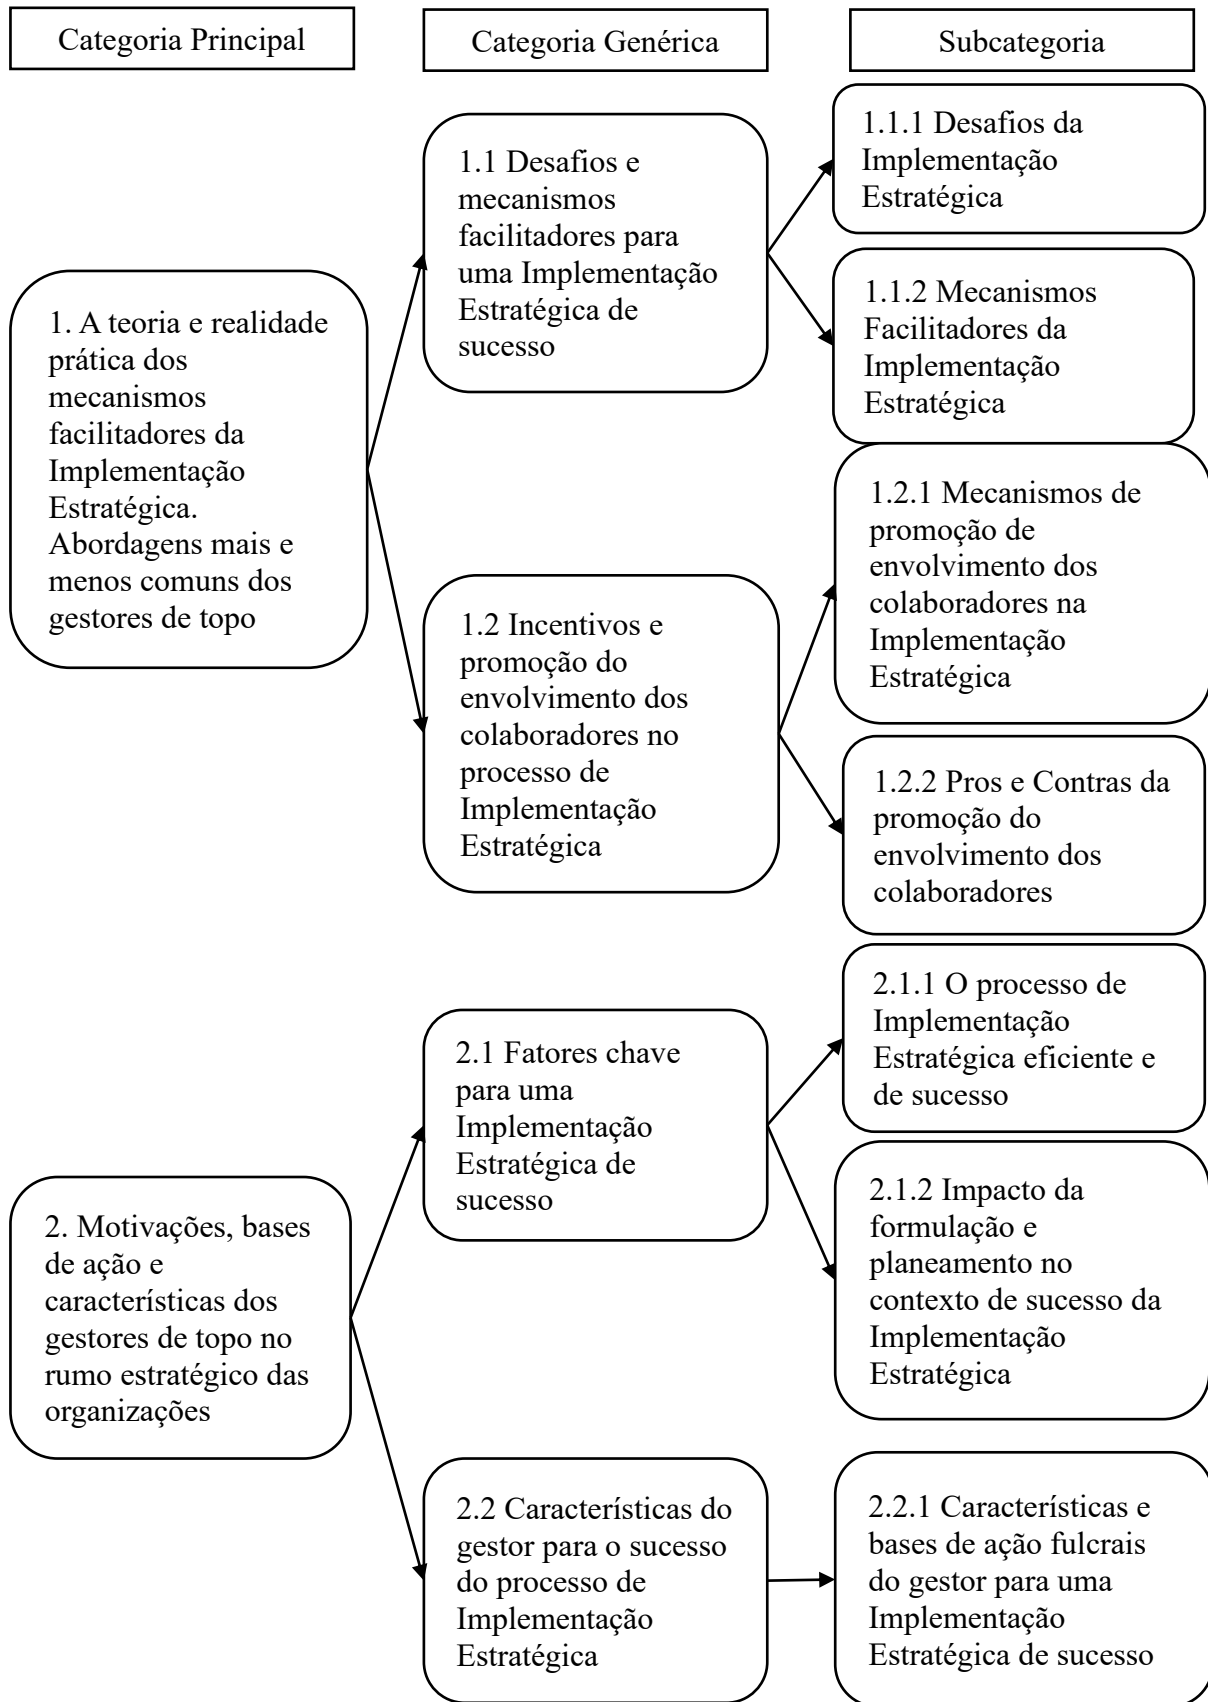 Categoria Principal
Categoria Genérica
Subcategoria
1. A teoria e realidade
prática dos
mecanismos
facilitadores da
Implementação
Estratégica.
Abordagens mais e
menos comuns dos
gestores de topo
1.1 Desafios e
mecanismos
facilitadores para
uma Implementação
Estratégica de
sucesso
1.1.1 Desafios da
Implementação
Estratégica
1.1.2 Mecanismos
Facilitadores da
Implementação
Estratégica
1.2 Incentivos e
promoção do
envolvimento dos
colaboradores no
processo de
Implementação
Estratégica
1.2.1 Mecanismos de
promoção de
envolvimento dos
colaboradores na
Implementação
Estratégica
1.2.2 Pros e Contras da
promoção do
envolvimento dos
colaboradores
2. Motivações, bases
de ação e
características dos
gestores de topo no
rumo estratégico das
organizações
2.1 Fatores chave
para uma
Implementação
Estratégica de
sucesso
2.1.1 O processo de
Implementação
Estratégica eficiente e
de sucesso
2.1.2 Impacto da
formulação e
planeamento no
contexto de sucesso da
Implementação
Estratégica
2.2 Características do
gestor para o sucesso
do processo de
Implementação
Estratégica
2.2.1 Características e
bases de ação fulcrais
do gestor para uma
Implementação
Estratégica de sucesso